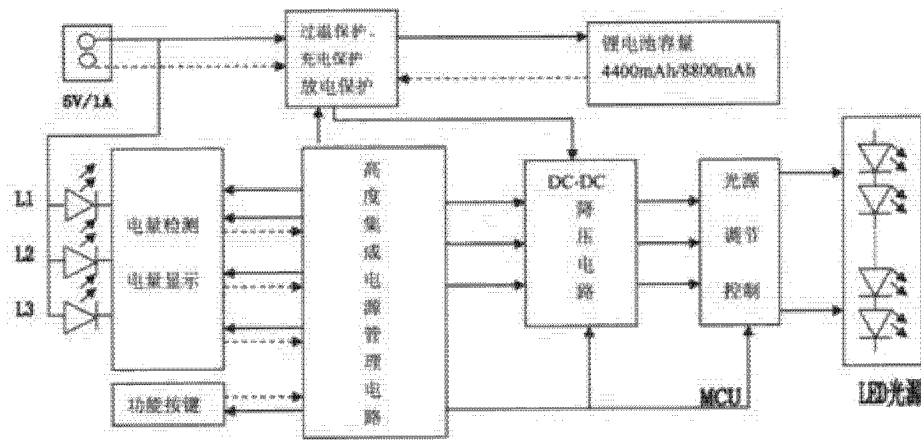 过温保护、
充电保护
放电保护
锂电池容量
4400mAh/8800mAh
5V/1A
L1
L2
L3
电量检测
电量显示
功能按键
高度集成电源管理电路
DC-DC
降压电路
光源
调节
控制
MCU
LED光源